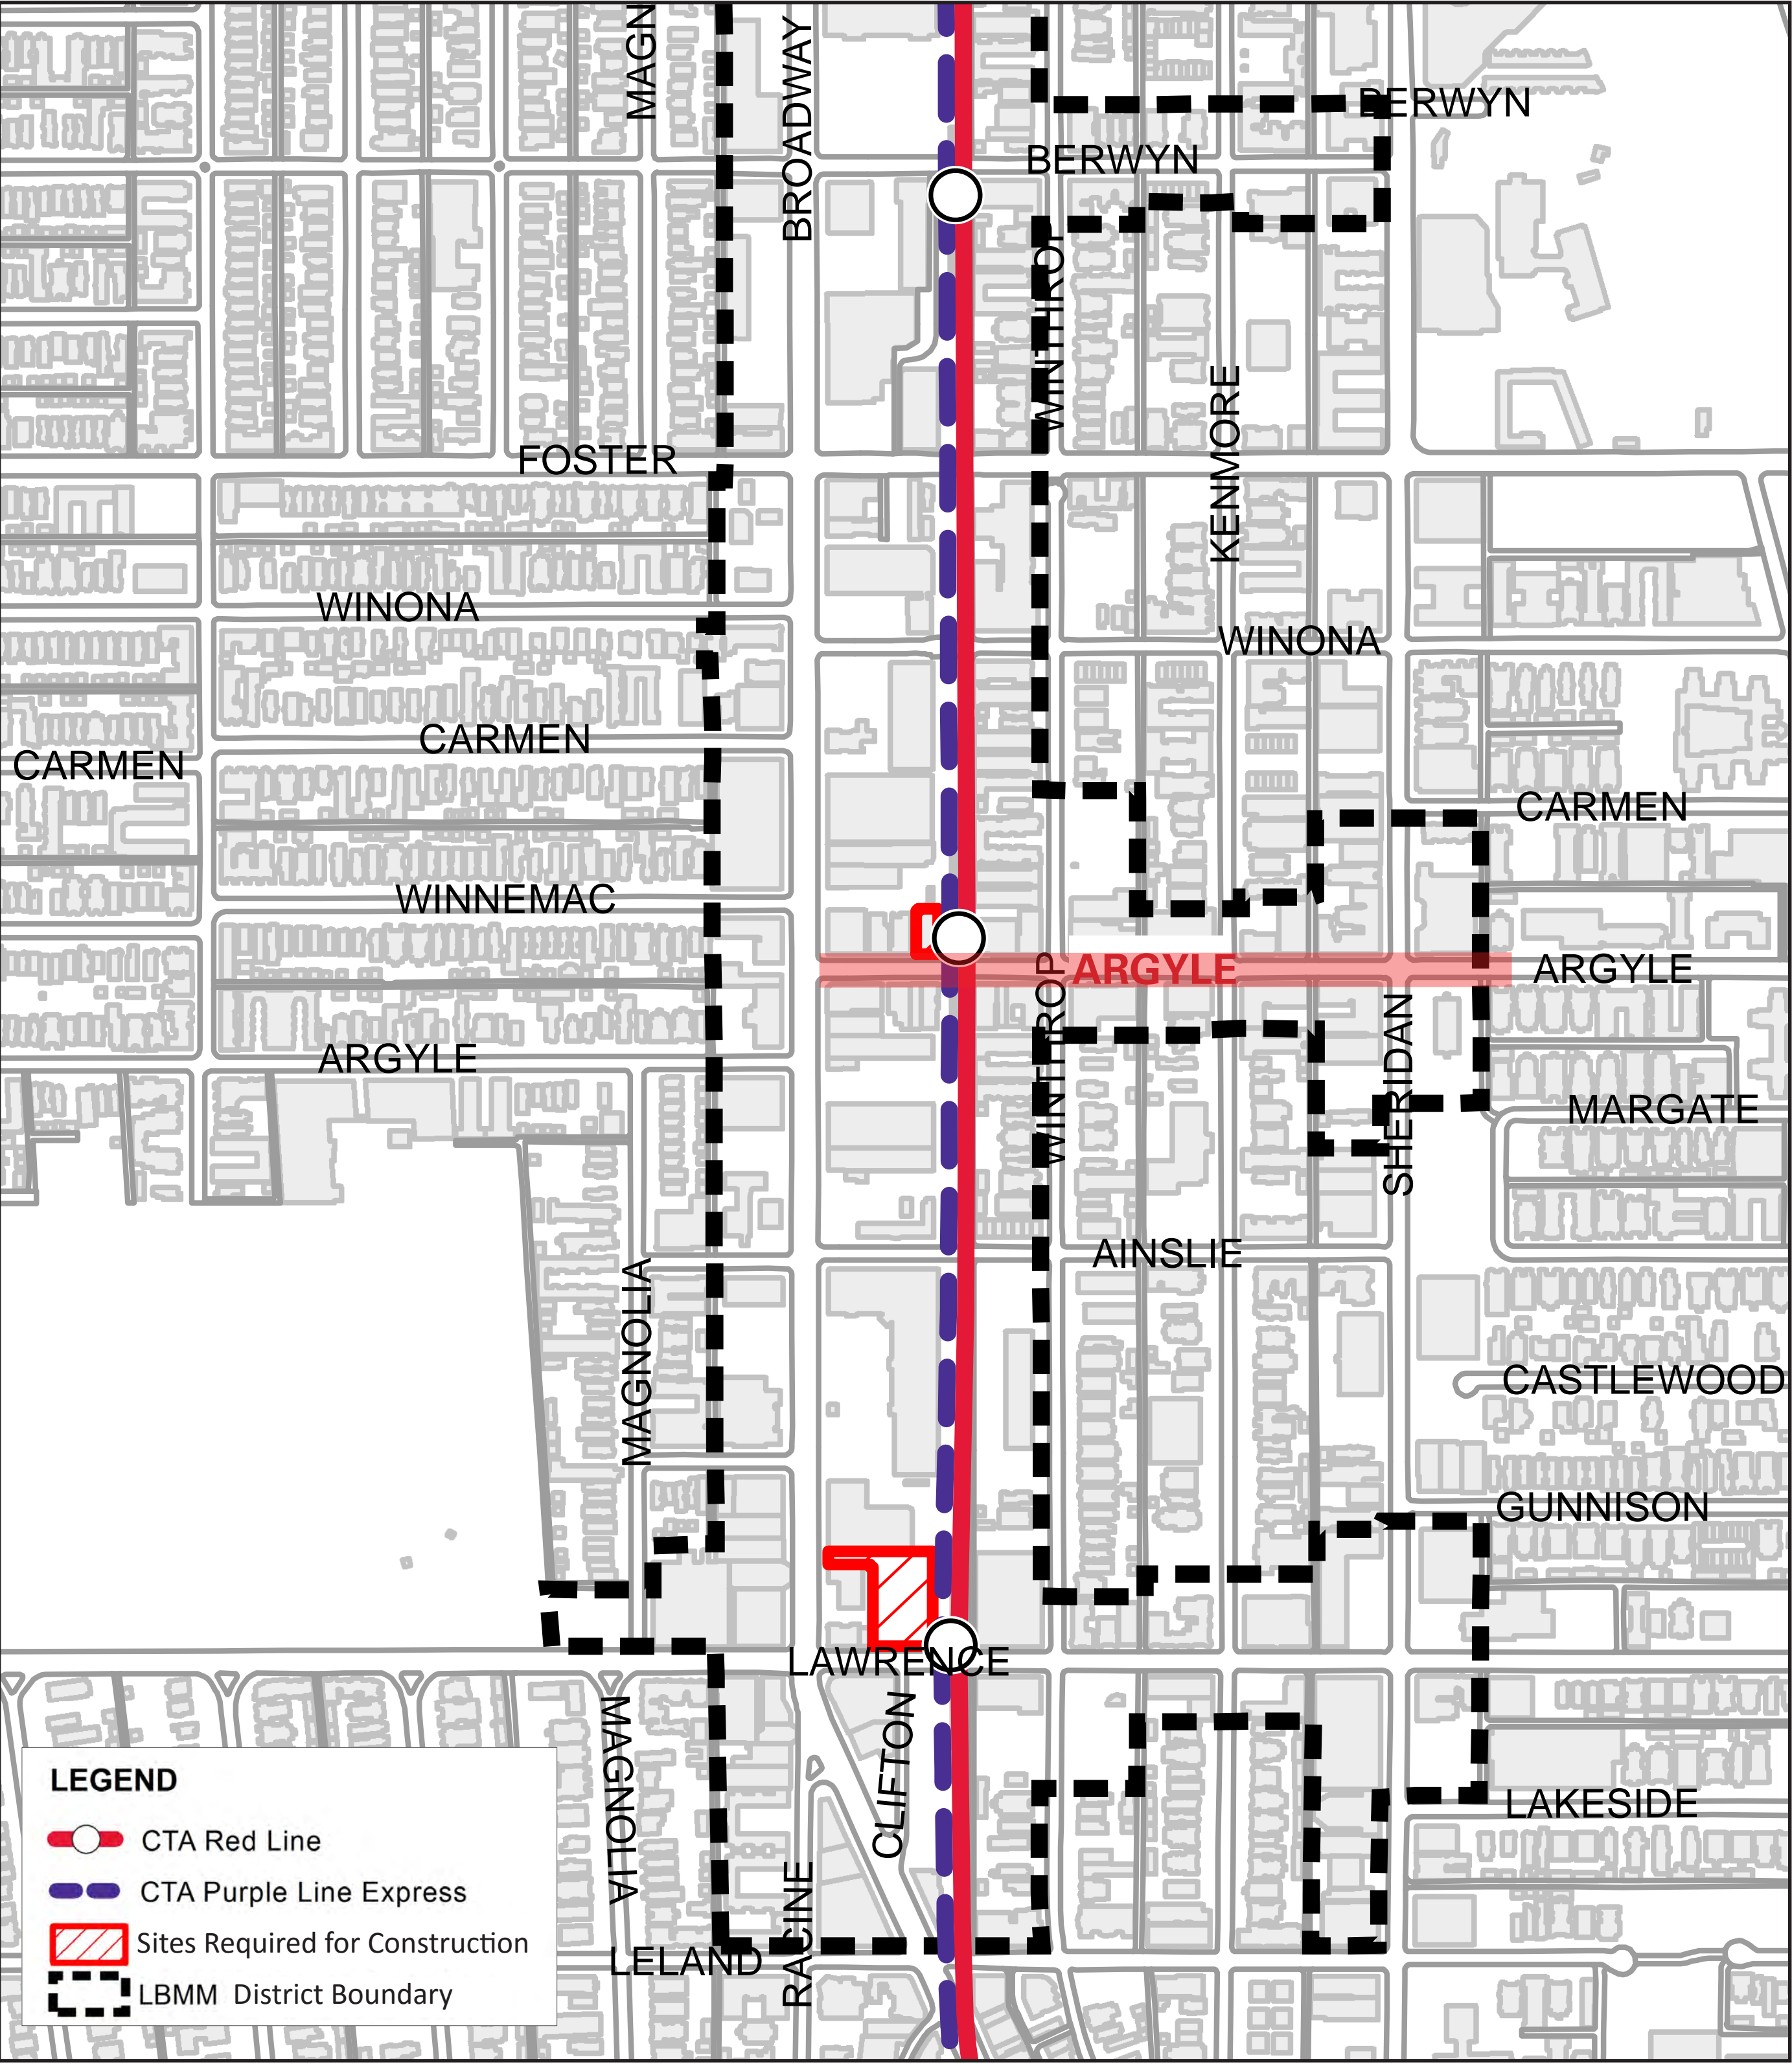 MAGN
BROADWAY
BERWYN
BERWYN
WINTHROP
KENMORE
FOSTER
WINONA
WINONA
CARMEN
CARMEN
CARMEN
WINNEMAC
ARGYLE
ARGYLE
WINTHROP
SHERIDAN
ARGYLE
MARGATE
AINSLIE
MAGNOLIA
CASTLEWOOD
GUNNISON
LAWRENCE
CLIFTON
MAGNOLIA
LAKESIDE
RACINE
LELAND
LEGEND
CTA Red Line
CTA Purple Line Express
Sites Required for Construction
LBMM District Boundary